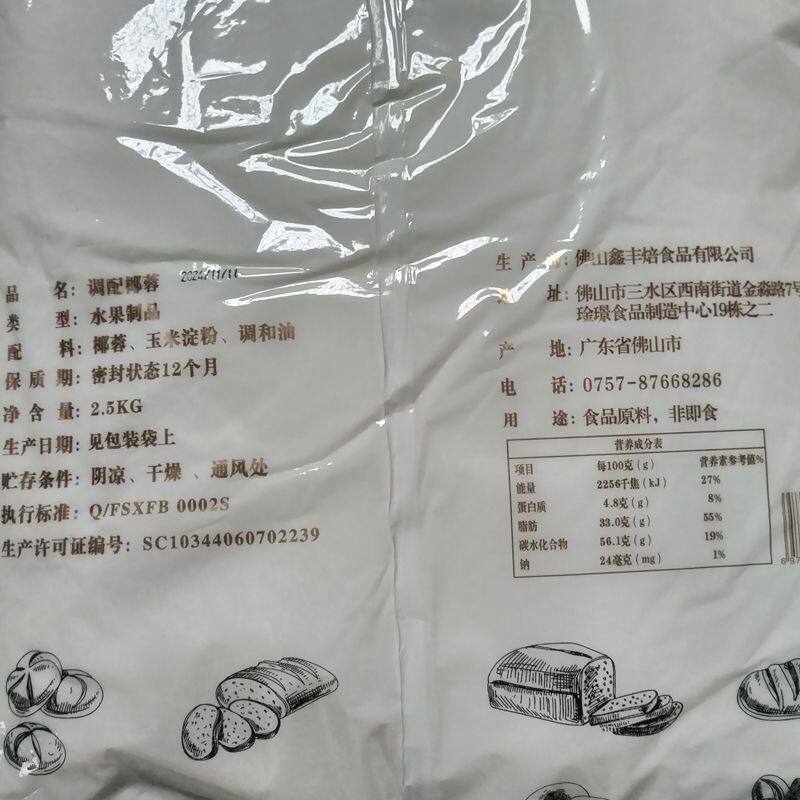 2024/11/11
品 名：调配椰蓉
类 型：水果制品
配 料：椰蓉、玉米淀粉、调和油
保质期：密封状态12个月
净含量：2.5KG
生产日期：见包装袋上
贮存条件：阴凉、干燥、通风处
执行标准：Q/FSXFB 0002S
生产许可证编号：SC10344060702239
生产 ：佛山鑫丰焙食品有限公司
址：佛山市三水区西南街道金淼路7号
琻璟食品制造中心19栋之二
产 地：广东省佛山市
电 话：0757-87668286
用 途：食品原料，非即食
营养成分表
项目 每100克（g） 营养素参考值%
能量 2256千焦（kJ） 27%
蛋白质 4.8克（g） 8%
脂肪 33.0克（g） 55%
碳水化合物 56.1克（g） 19%
钠 24毫克（mg） 1%